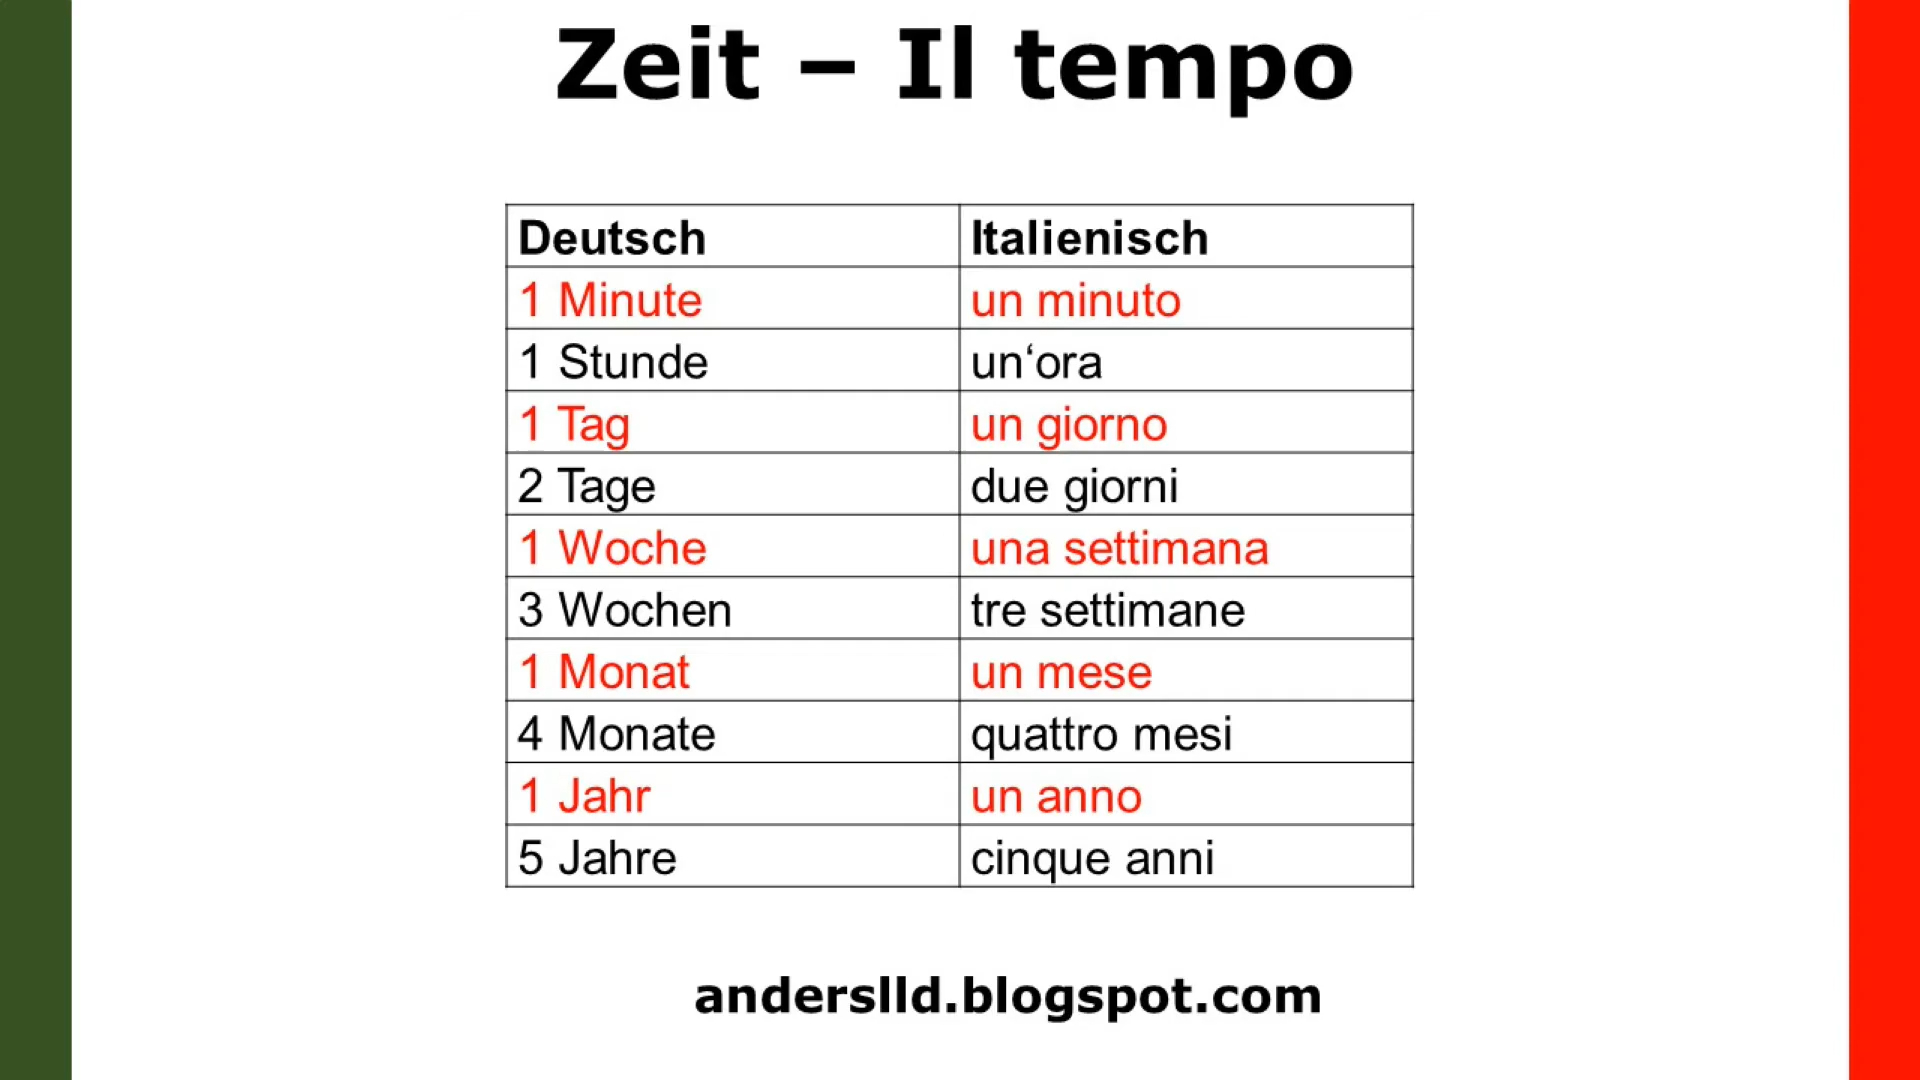 Zeit – Il tempo
Deutsch Italienisch
1 Minute un minuto
1 Stunde un‘ora
1 Tag un giorno
2 Tage due giorni
1 Woche una settimana
3 Wochen tre settimane
1 Monat un mese
4 Monate quattro mesi
1 Jahr un anno
5 Jahre cinque anni
anderslld.blogspot.com